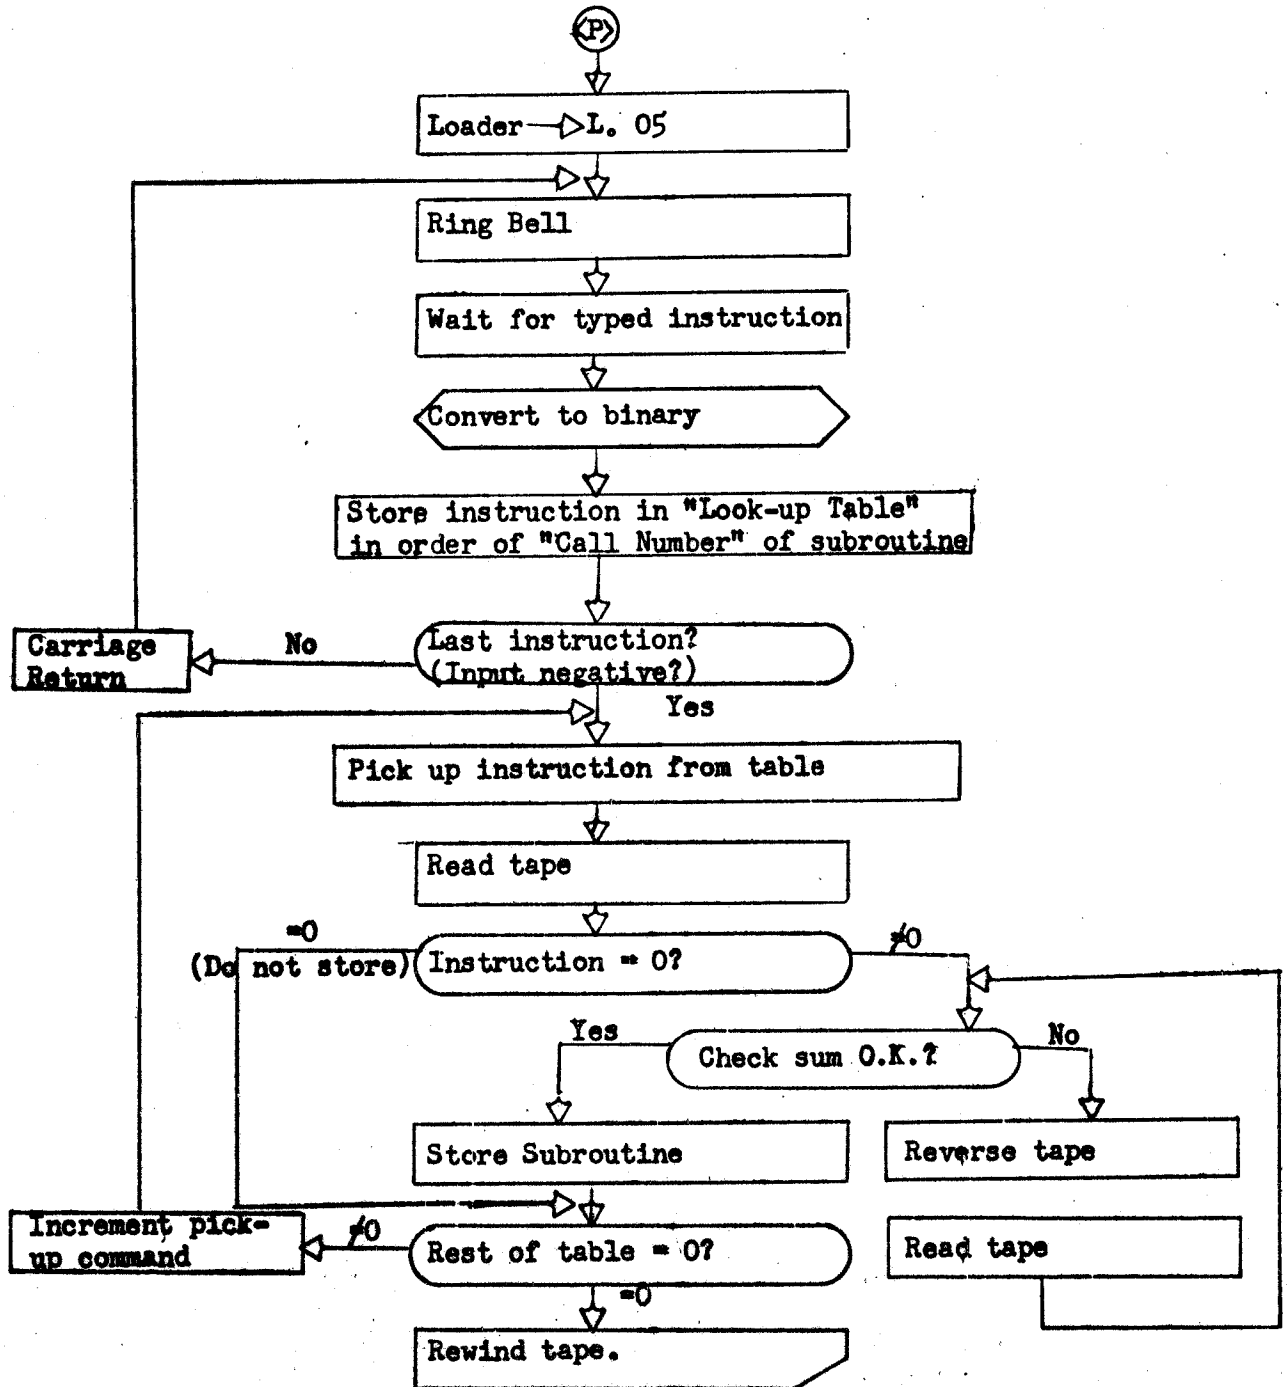 <P>
Loader L. 05
Ring Bell
Wait for typed instruction
Convert to binary
Store instruction in "Look-up Table"
in order of "Call Number" of subroutine
Last instruction?
(Input negative?)
No
Carriage
Return
Yes
Pick up instruction from table
Read tape
=0
(Do not store)
Instruction = 0?
≠0
Check sum O.K.?
Yes
No
Store Subroutine
Reverse tape
Read tape
Rest of table = 0?
≠0
Increment pick-
up command
=0
Rewind tape.